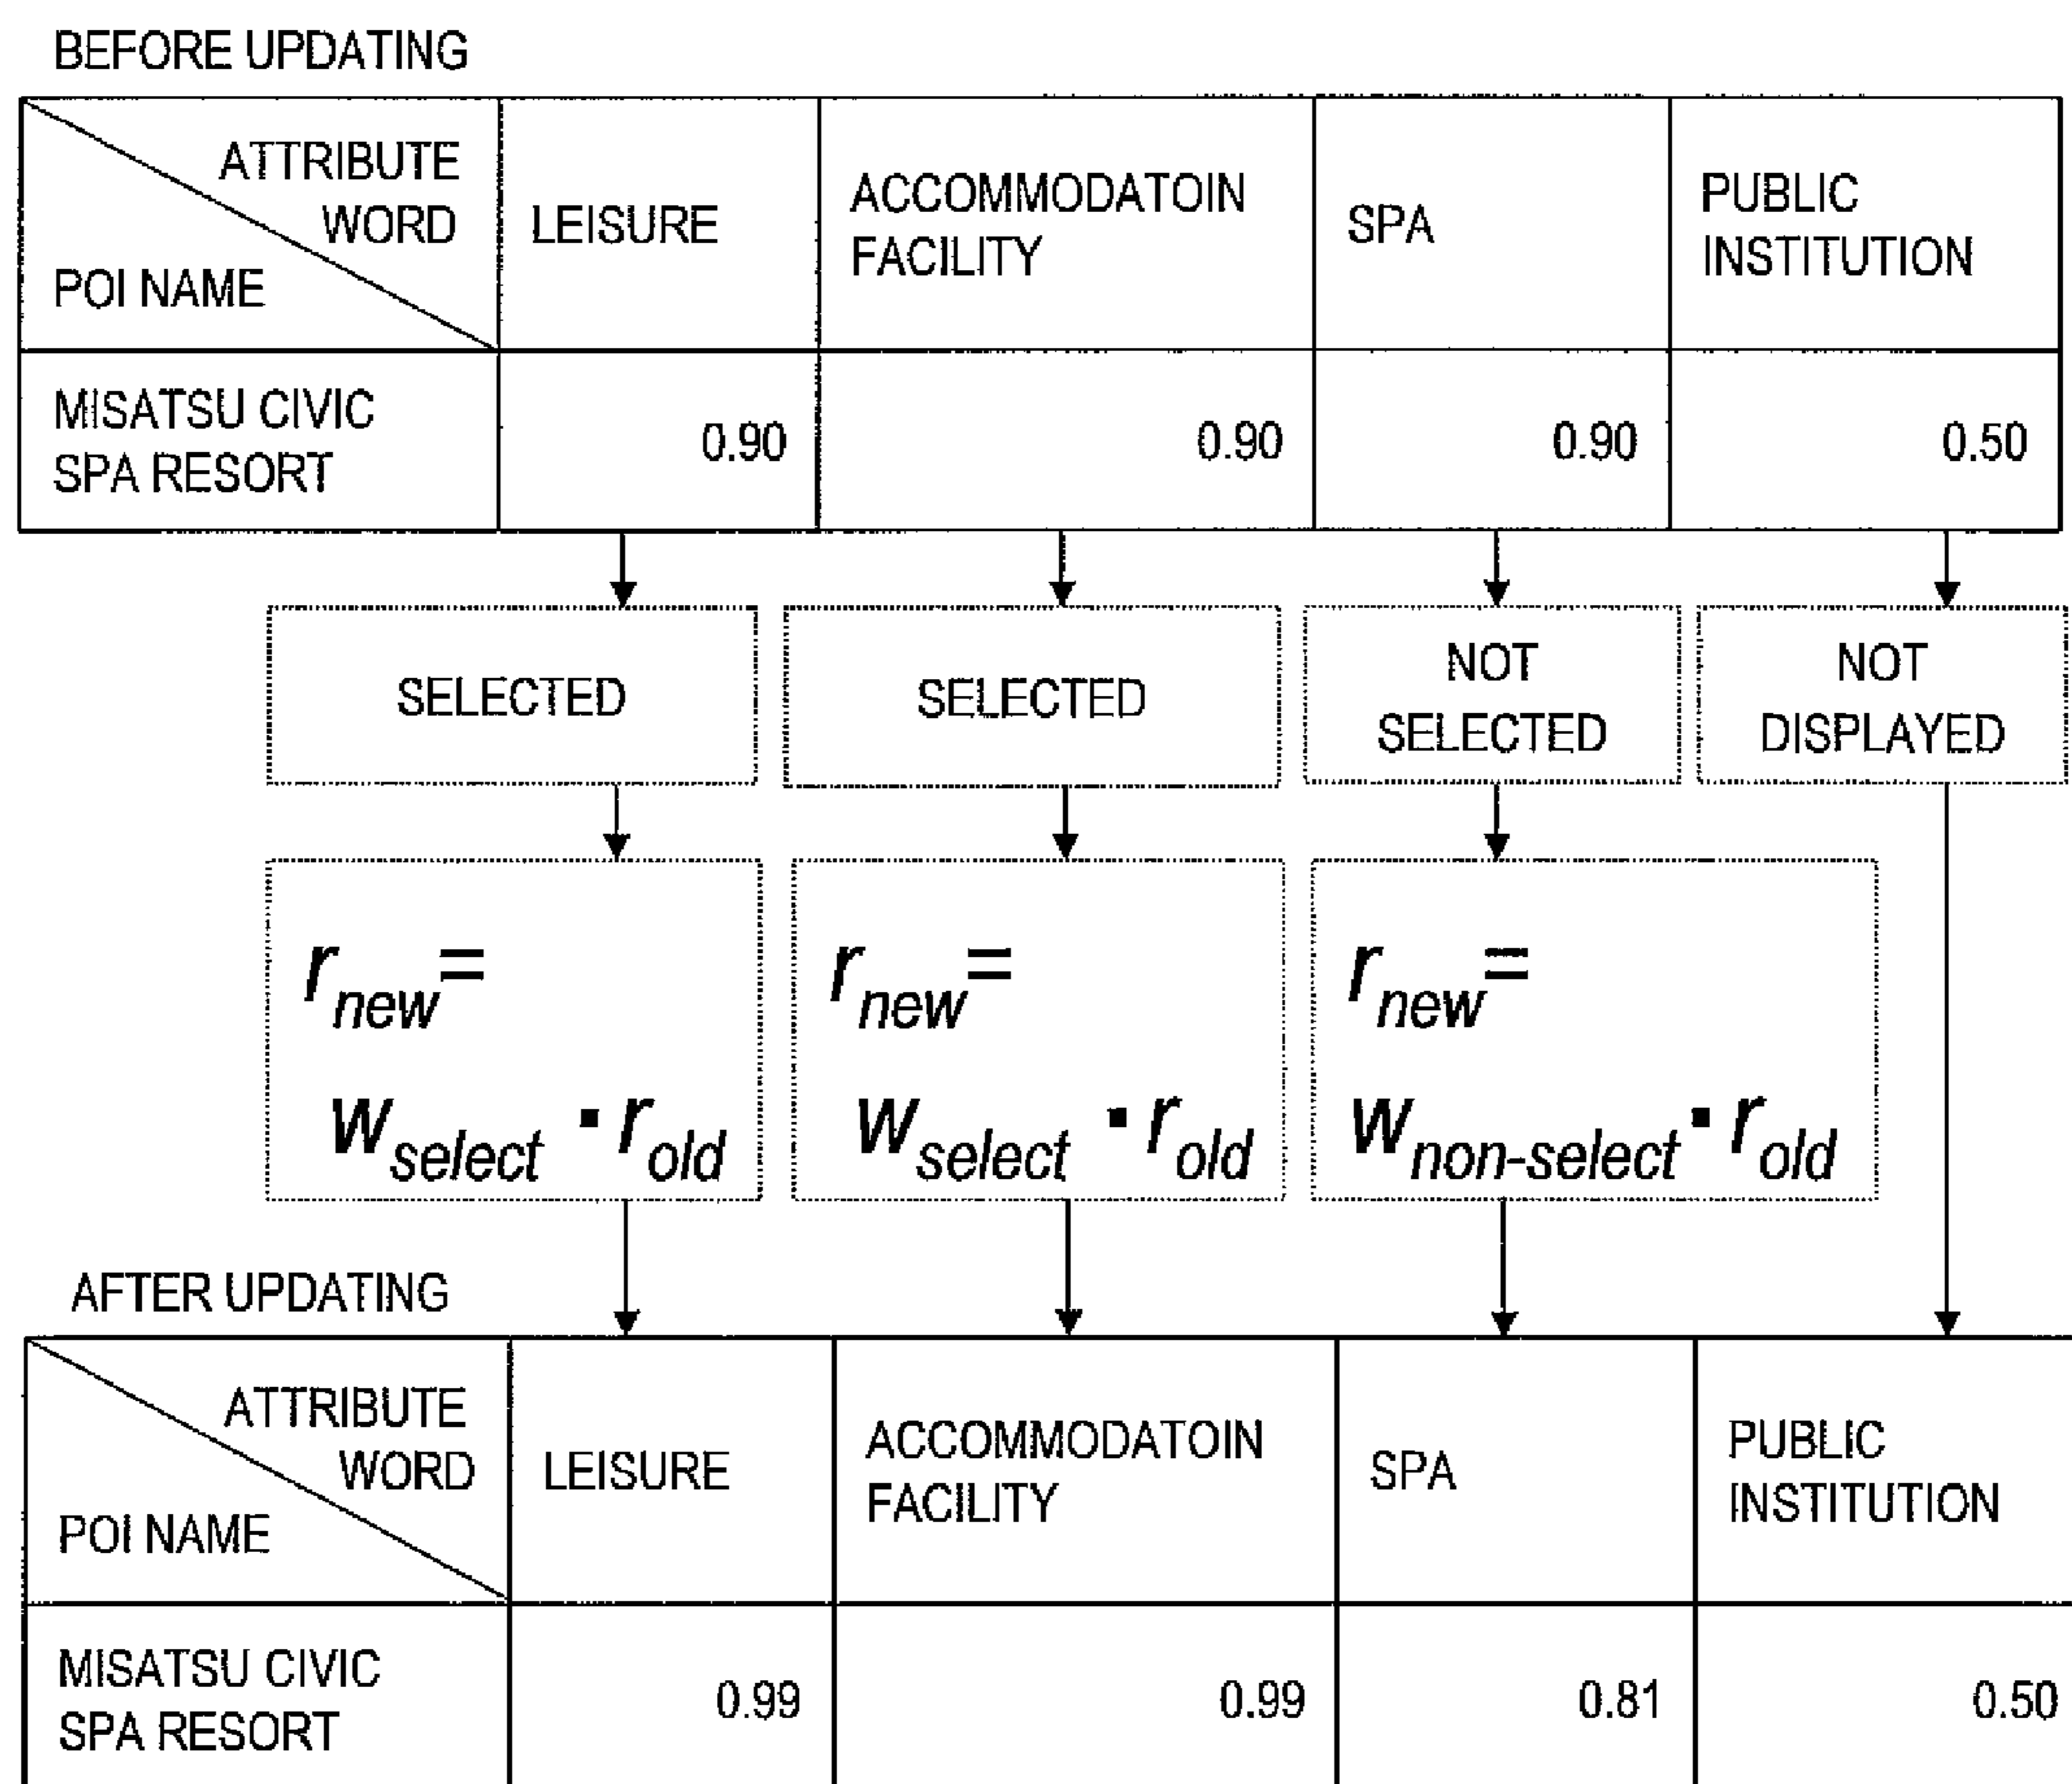 BEFORE UPDATING
ATTRIBUTE
WORD
POI NAME
LEISURE
ACCOMMODATOIN
FACILITY
SPA
PUBLIC
INSTITUTION
MISATSU CIVIC
SPA RESORT
0.90
0.90
0.90
0.50
SELECTED
SELECTED
NOT
SELECTED
NOT
DISPLAYED
r_new=
w_select · r_old
r_new=
w_select · r_old
r_new=
w_non-select · r_old
AFTER UPDATING
ATTRIBUTE
WORD
POI NAME
LEISURE
ACCOMMODATOIN
FACILITY
SPA
PUBLIC
INSTITUTION
MISATSU CIVIC
SPA RESORT
0.99
0.99
0.81
0.50